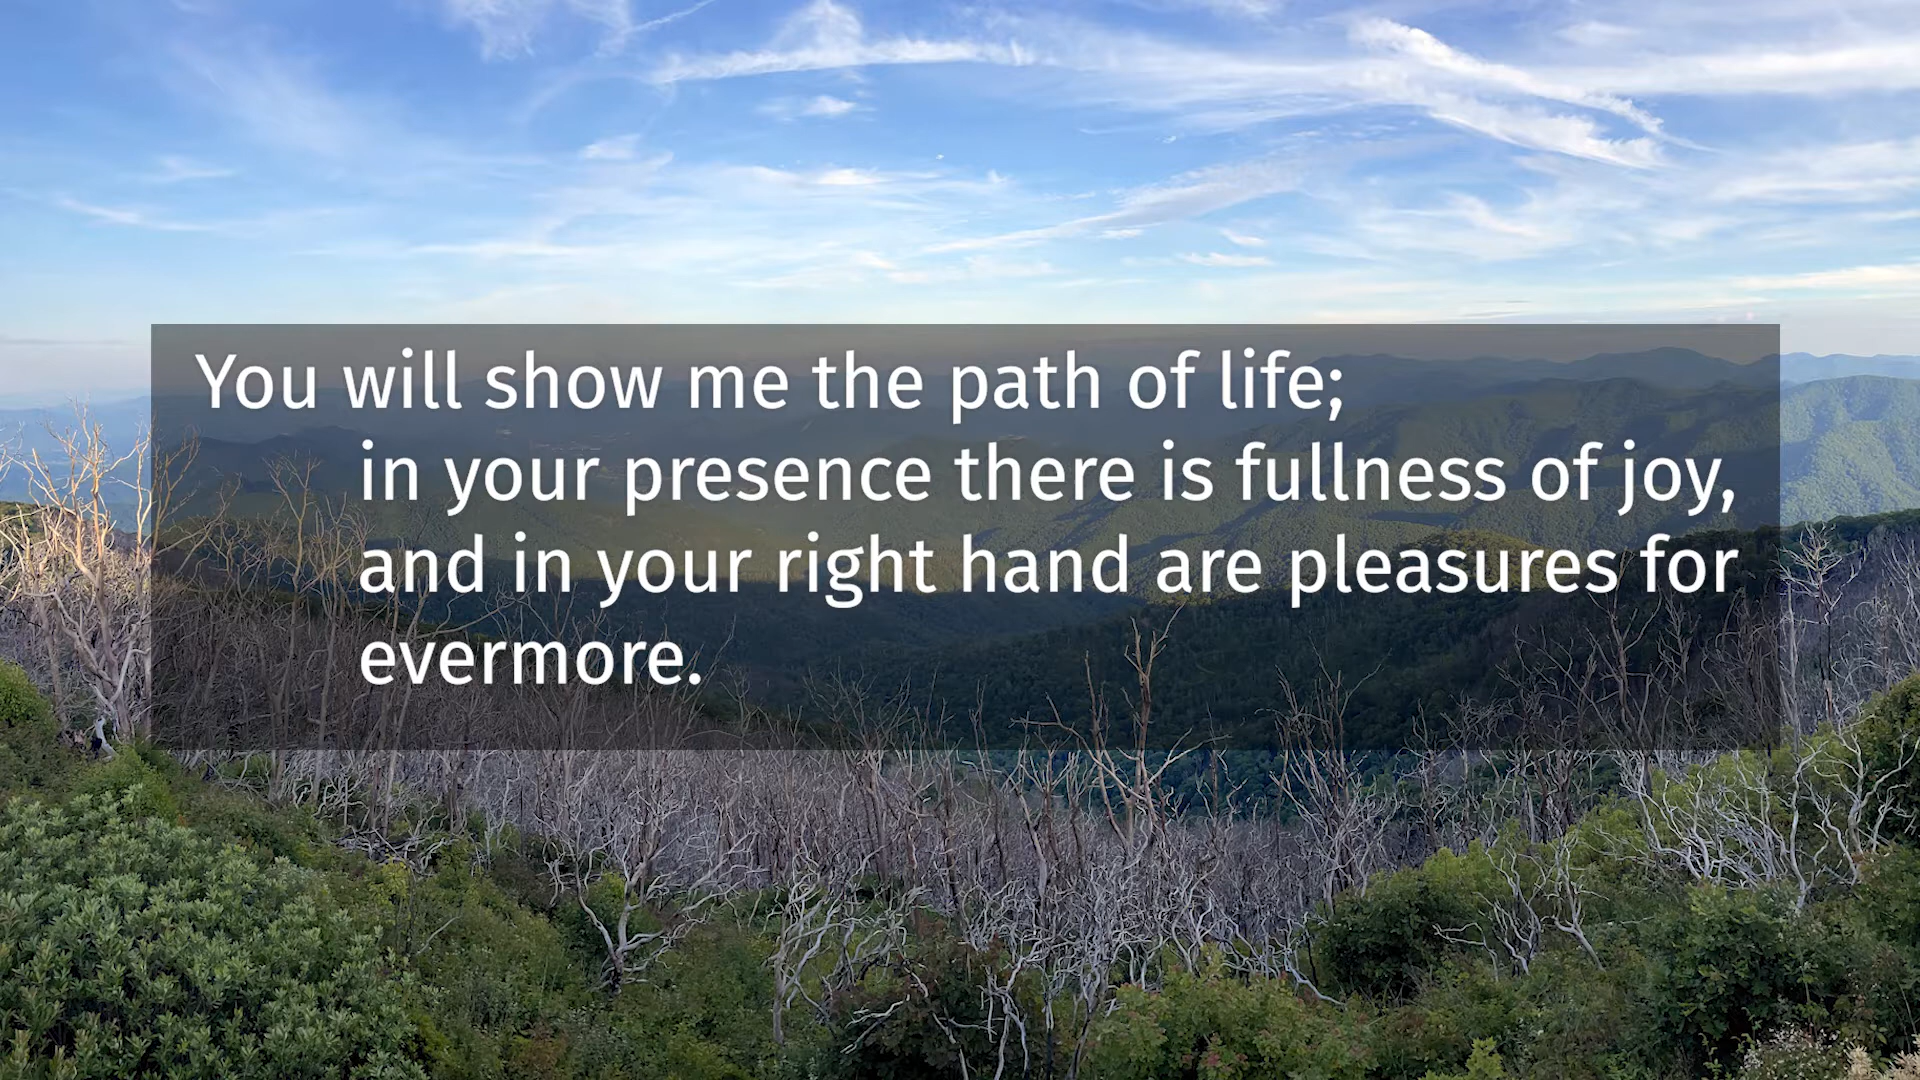 You will show me the path of life;
in your presence there is fullness of joy,
and in your right hand are pleasures for
evermore.